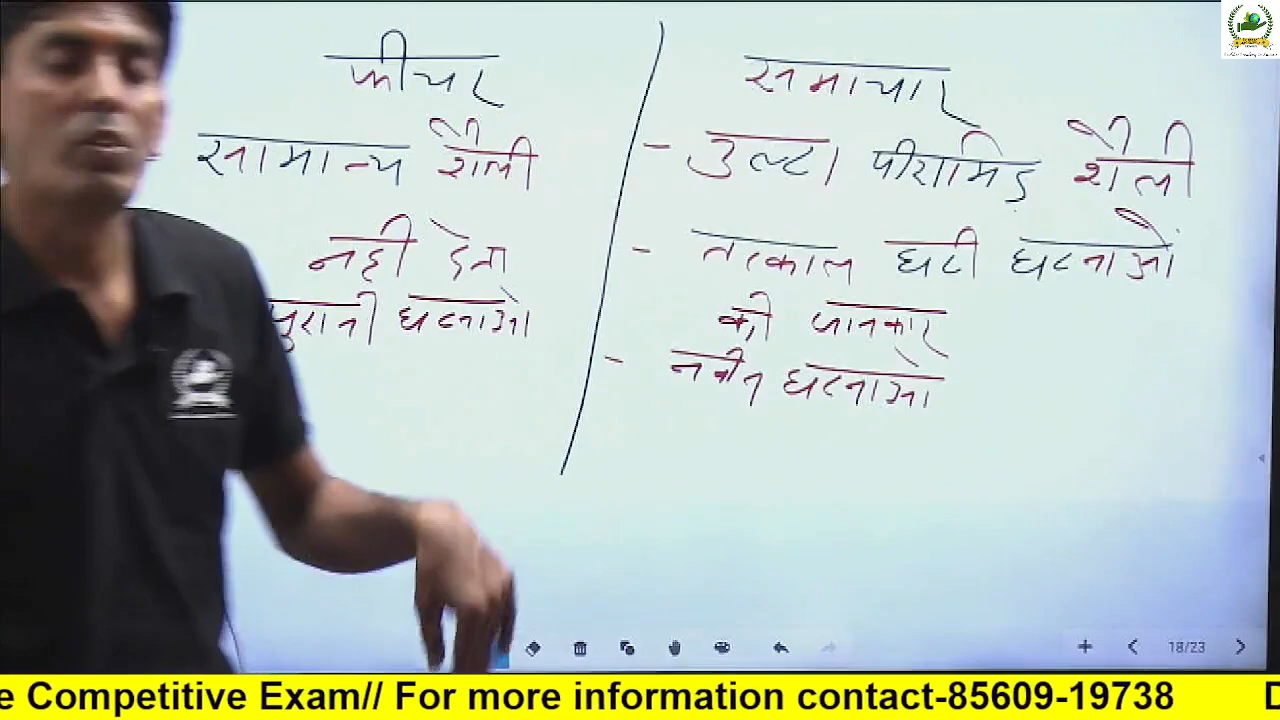 फीचर
सामान्य शैली
नही देता
पुरानी घटनाओ
समाचार
- उल्टा पीरामिड शैली
- तत्काल घटी घटनाओं
की जानकार
- नवीन घटनाओ
18/23
e Competitive Exam// For more information contact-85609-19738 D